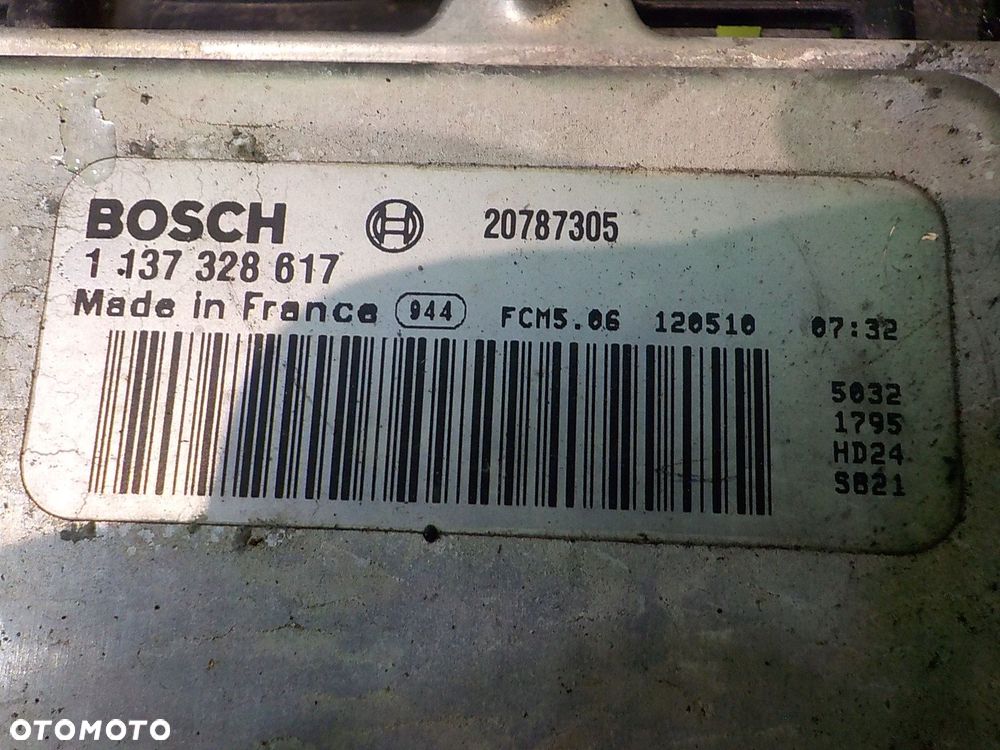 BOSCH 20787305
1 137 328 617
Made in France 944 FCM5.06 120510 07:32
5032
1795
HD24
SB21
OTOMOTO